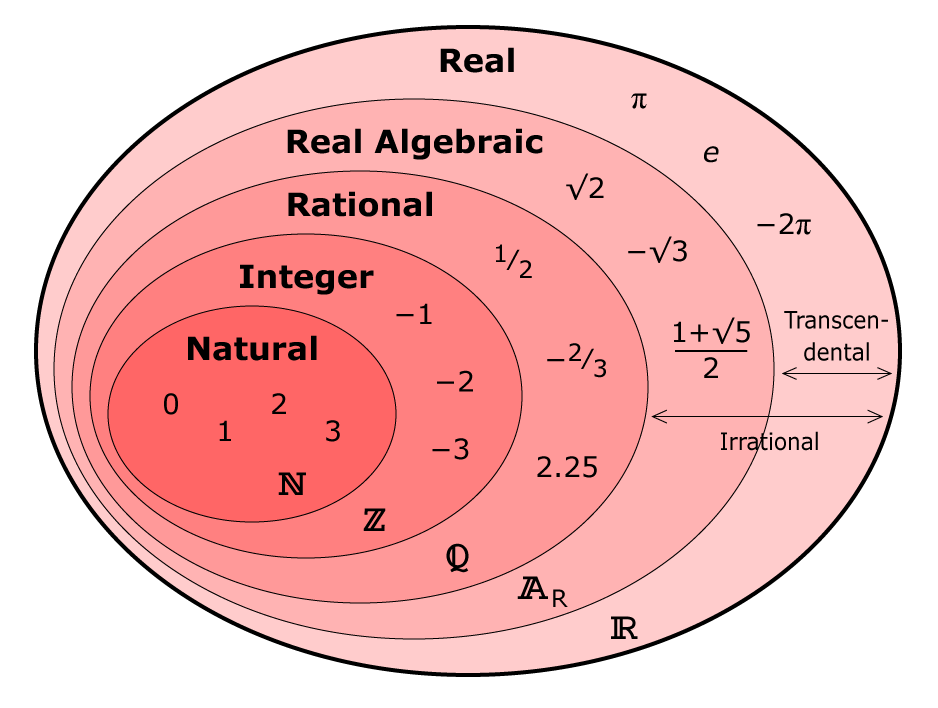 Real
π
Real Algebraic
e
√2
Rational
−2π
−√3
1/2
Integer
−1
Transcen-
dental
1+√5
2
Natural
−2/3
−2
0 2
1 3
Irrational
−3
2.25
ℕ
ℤ
ℚ
𝔸R
ℝ